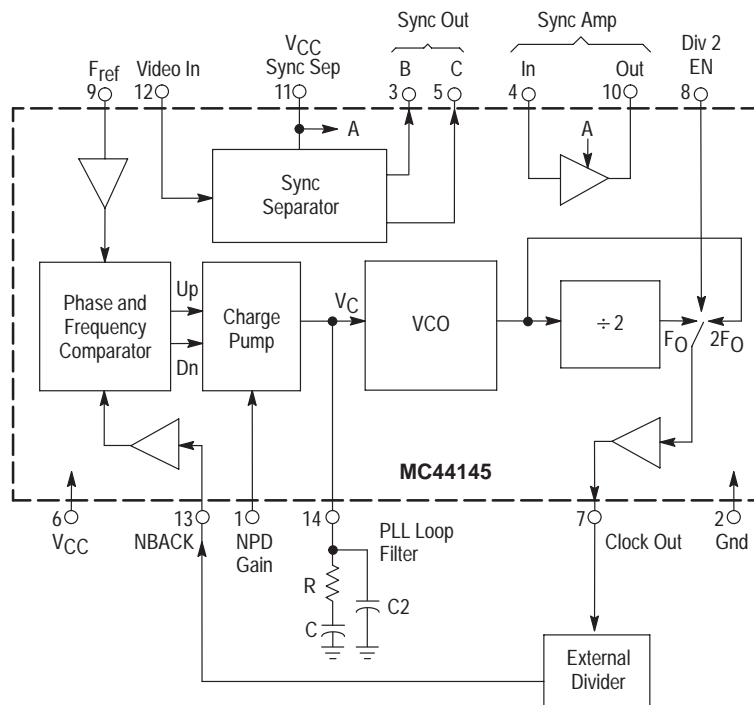 Sync Out
Sync Amp
VCC
Sync Sep
Fref
Video In
B
C
In
Out
Div 2
EN
9
12
11
3
5
4
10
8
A
A
Sync
Separator
Phase and
Frequency
Comparator
Up
Dn
Charge
Pump
VC
VCO
÷ 2
FO
2FO
MC44145
6
VCC
13
NBACK
1
NPD
Gain
14
PLL Loop
Filter
7
Clock Out
2
Gnd
R
C
C2
External
Divider